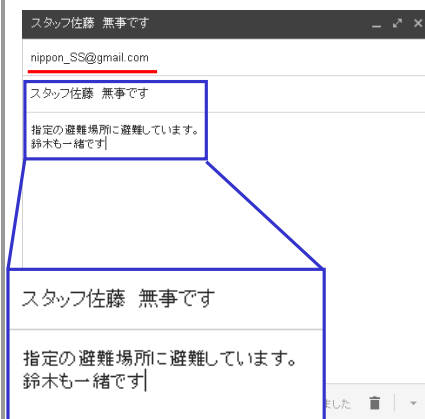 スタッフ佐藤 無事です
nippon_SS@gmail.com
スタッフ佐藤 無事です
指定の避難場所に避難しています。
鈴木も一緒です
スタッフ佐藤 無事です
指定の避難場所に避難しています。
鈴木も一緒です
ました